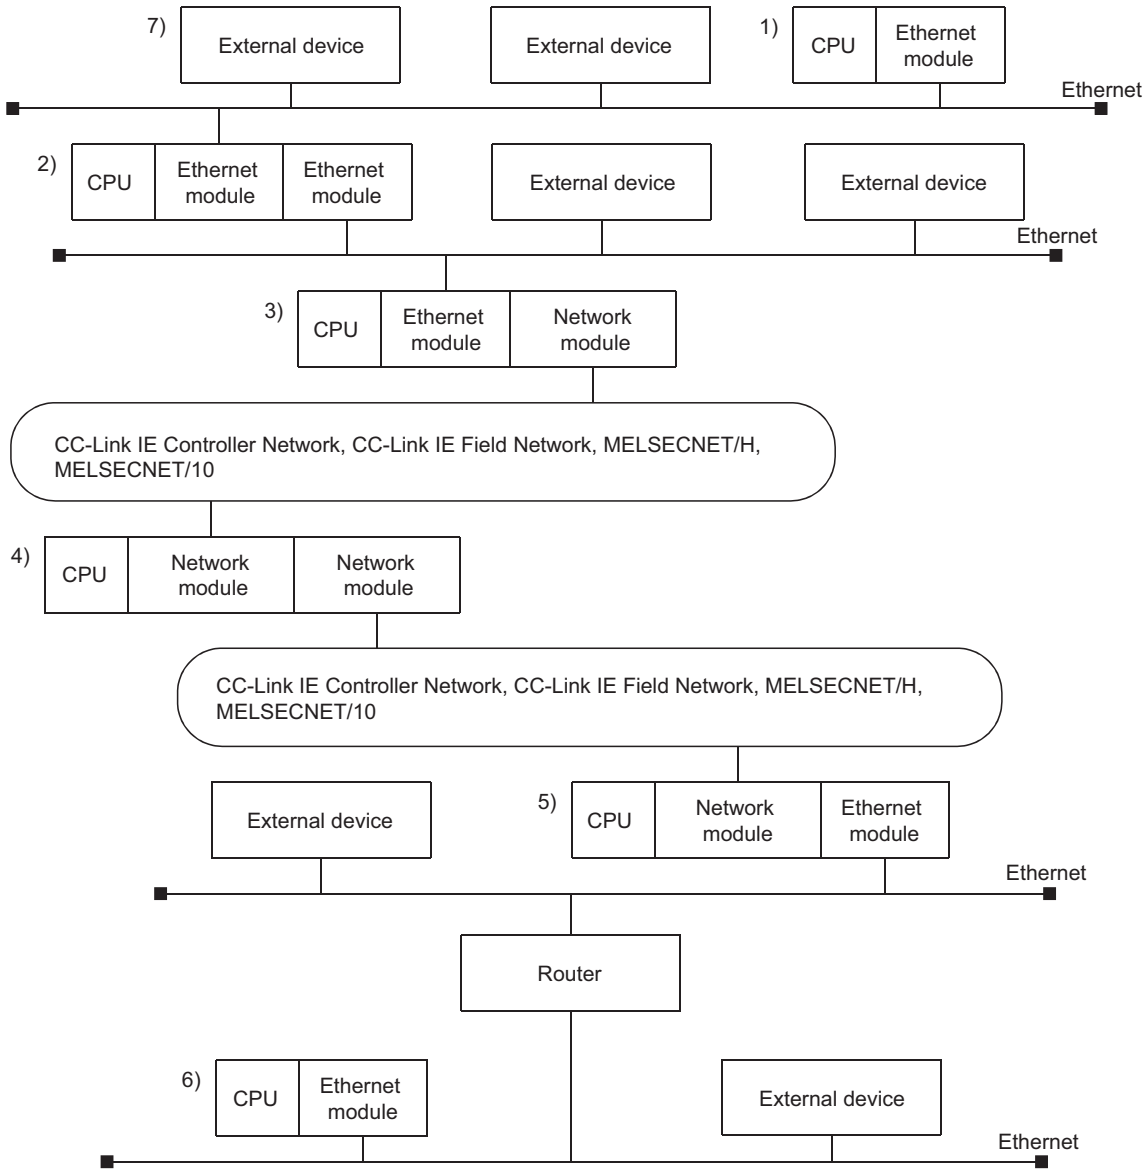 7)
External device
External device
1)
CPU
Ethernet
module
Ethernet
2)
CPU
Ethernet
module
Ethernet
module
External device
External device
Ethernet
3)
CPU
Ethernet
module
Network
module
CC-Link IE Controller Network, CC-Link IE Field Network, MELSECNET/H,
MELSECNET/10
4)
CPU
Network
module
Network
module
CC-Link IE Controller Network, CC-Link IE Field Network, MELSECNET/H,
MELSECNET/10
External device
5)
CPU
Network
module
Ethernet
module
Ethernet
Router
6)
CPU
Ethernet
module
External device
Ethernet